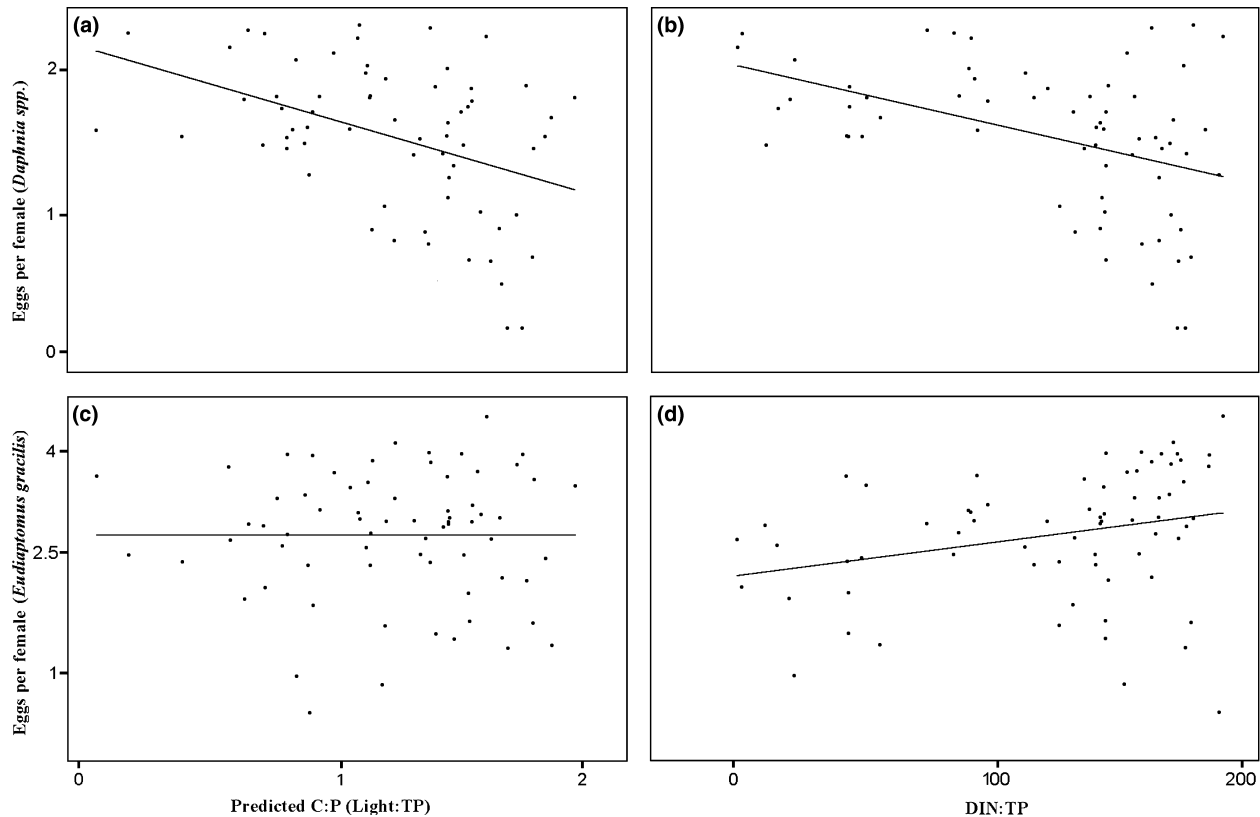 (a)
(b)
2
1
0
Eggs per female (Daphnia spp.)
(c)
(d)
4
2.5
1
Eggs per female (Eudiaptomus gracilis)
0 1 2
0 100 200
Predicted C:P (Light:TP)
DIN:TP